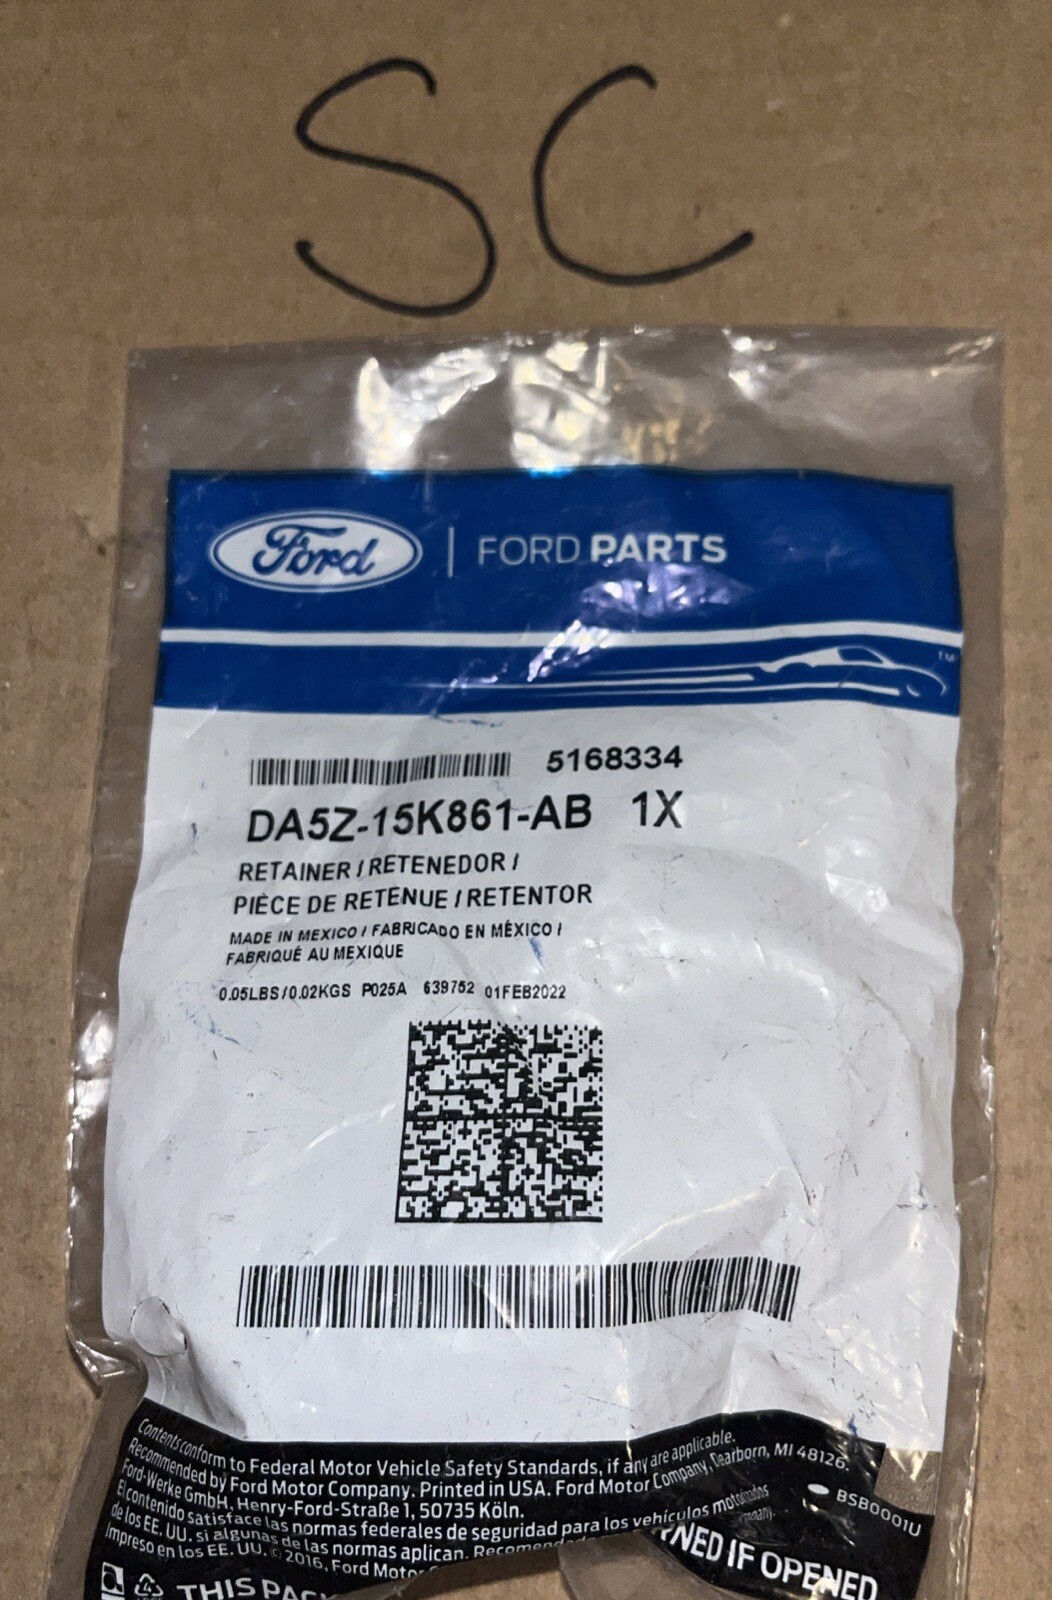 SC
Ford | FORD PARTS
TM
5168334
DA5Z-15K861-AB 1X
RETAINER / RETENEDOR /
PIÈCE DE RETENUE / RETENTOR
MADE IN MEXICO / FABRICADO EN MÉXICO /
FABRIQUÉ AU MEXIQUE
0.05LBS/0.02KGS P025A 639752 01FEB2022
Contents conform to Federal Motor Vehicle Safety Standards, if any are applicable.
Recommended by Ford Motor Company. Printed in USA. Ford Motor Company, Dearborn, MI 48126.
Ford-Werke GmbH, Henry-Ford-Straße 1, 50735 Köln.
El contenido satisface las normas federales de seguridad para los vehículos motorizados
de los EE. UU. si algunas de las normas aplican.
Impreso en los EE. UU. © 2016, Ford Motor
BSB0001U
IF OPENED
THIS